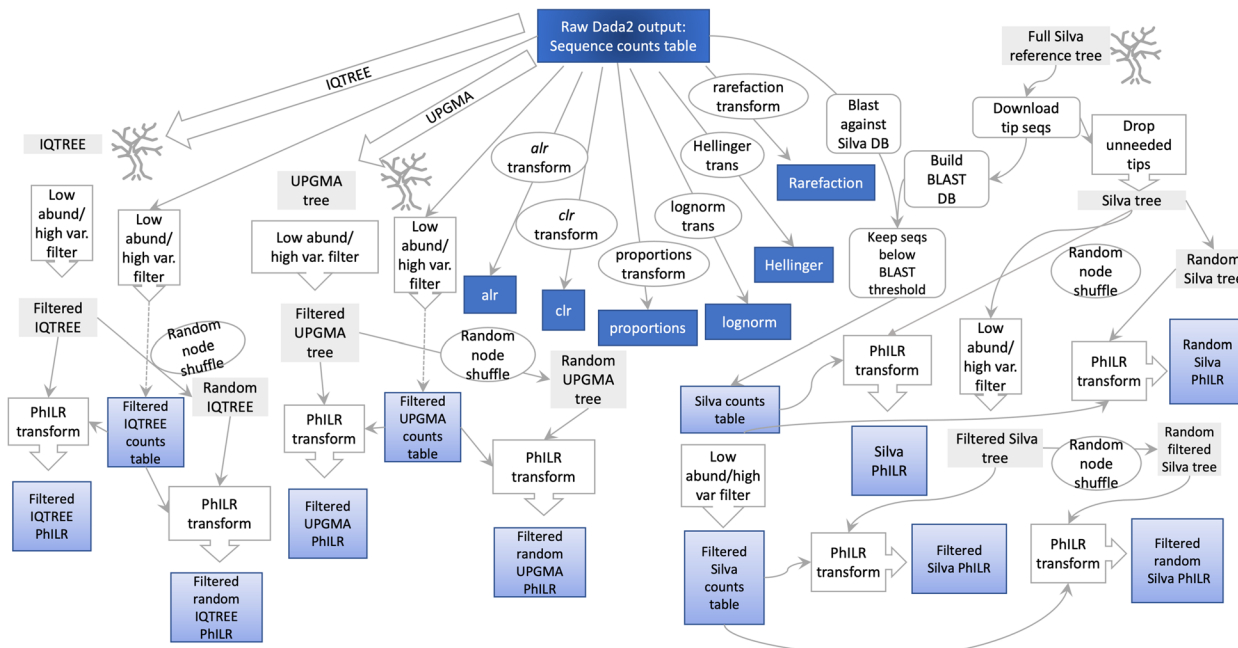 Raw Dada2 output:
Sequence counts table
Full Silva
reference tree
IQTREE
UPGMA
rarefaction
transform
Blast
against
Silva DB
Download
tip seqs
Drop
unneeded
tips
IQTREE
alr
transform
Hellinger
trans
Build
BLAST
DB
UPGMA
tree
Rarefaction
Silva tree
Low
abund/
high var.
filter
Low
abund/
high var.
filter
Low abund/
high var. filter
Low
abund/
high var.
filter
clr
transform
lognorm
trans
proportions
transform
Hellinger
Keep seqs
below
BLAST
threshold
Random
node
shuffle
Random
Silva tree
alr
clr
proportions
lognorm
Filtered
IQTREE
Random
node
shuffle
Filtered
UPGMA
tree
Random
node
shuffle
Random
UPGMA
tree
PhILR
transform
Low
abund/
high var.
filter
PhILR
transform
Random
Silva
PhILR
Random
IQTREE
PhILR
transform
Filtered
IQTREE
counts
table
PhILR
transform
Filtered
UPGMA
counts
table
Silva counts
table
Silva
PhILR
Filtered Silva
tree
Random
node
shuffle
Random
filtered
Silva tree
PhILR
transform
Low
abund/high
var filter
Filtered
IQTREE
PhILR
PhILR
transform
Filtered
UPGMA
PhILR
Filtered
random
UPGMA
PhILR
Filtered
Silva
counts
table
PhILR
transform
Filtered
Silva PhILR
PhILR
transform
Filtered
random
Silva PhILR
Filtered
random
IQTREE
PhILR